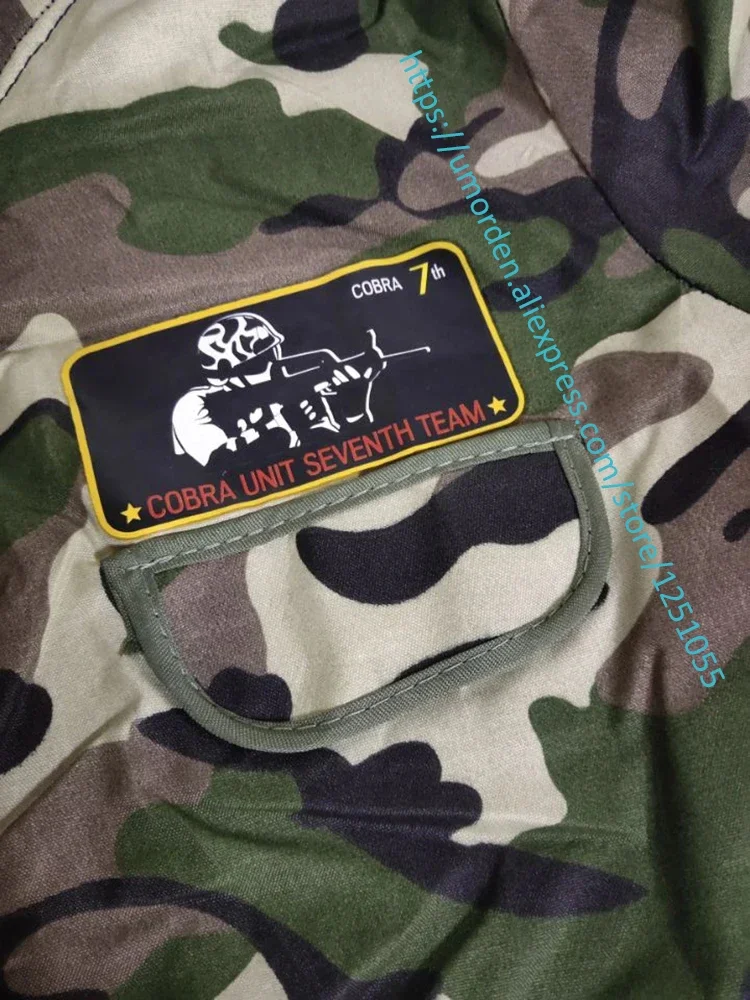 https://umorden.aliexpress.com/store/1251055
COBRA 7th
COBRA UNIT SEVENTH TEAM